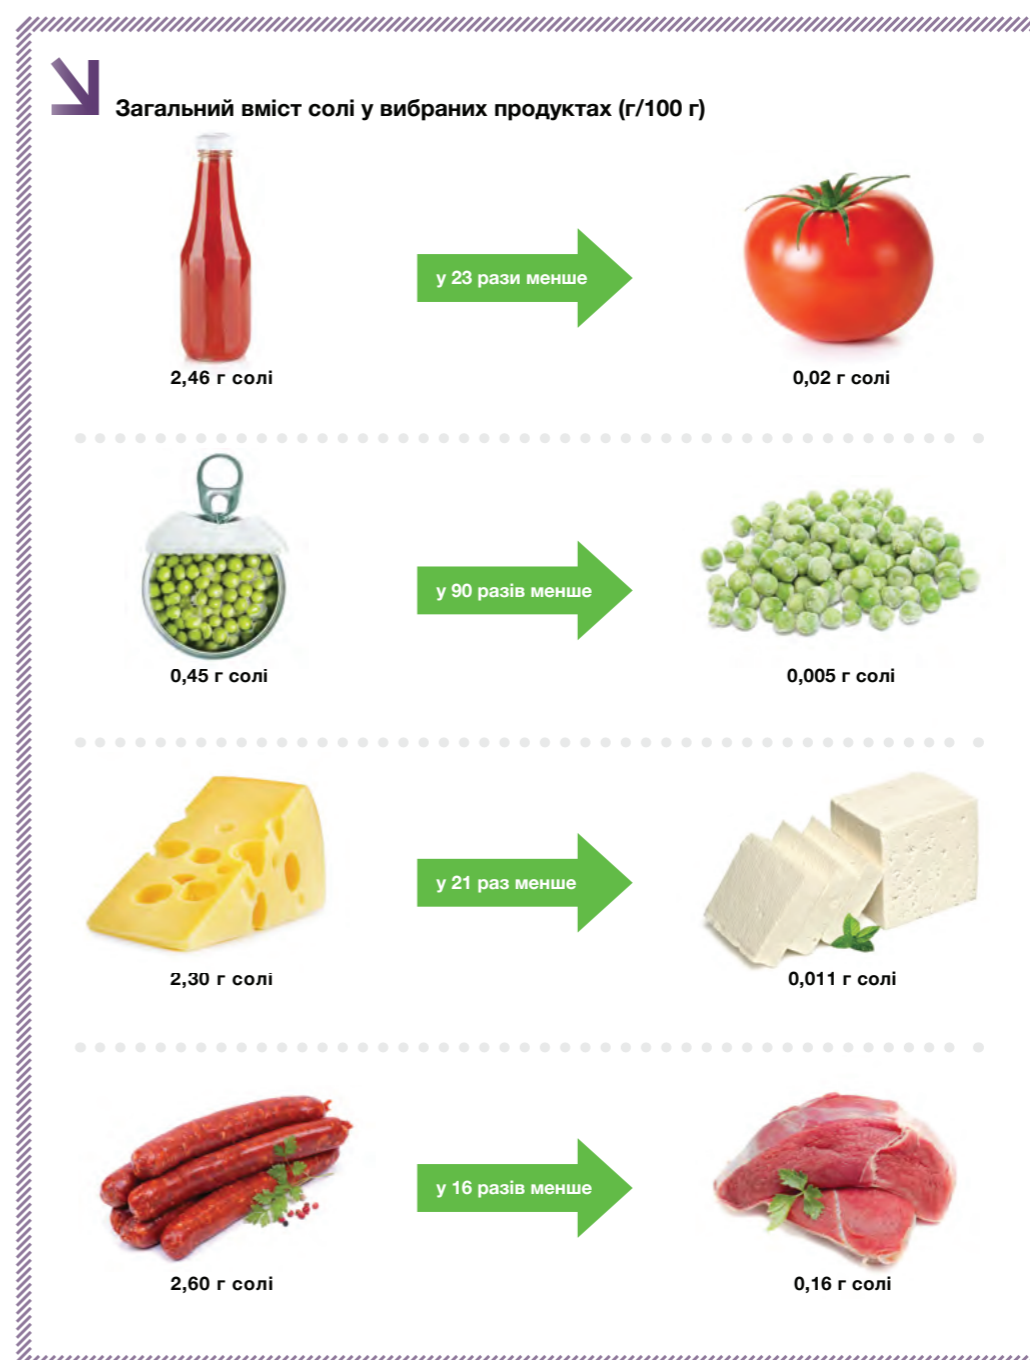 Загальний вміст солі у вибраних продуктах (г/100 г)
у 23 рази менше
2,46 г солі
0,02 г солі
у 90 разів менше
0,45 г солі
0,005 г солі
у 21 раз менше
2,30 г солі
0,011 г солі
у 16 разів менше
2,60 г солі
0,16 г солі